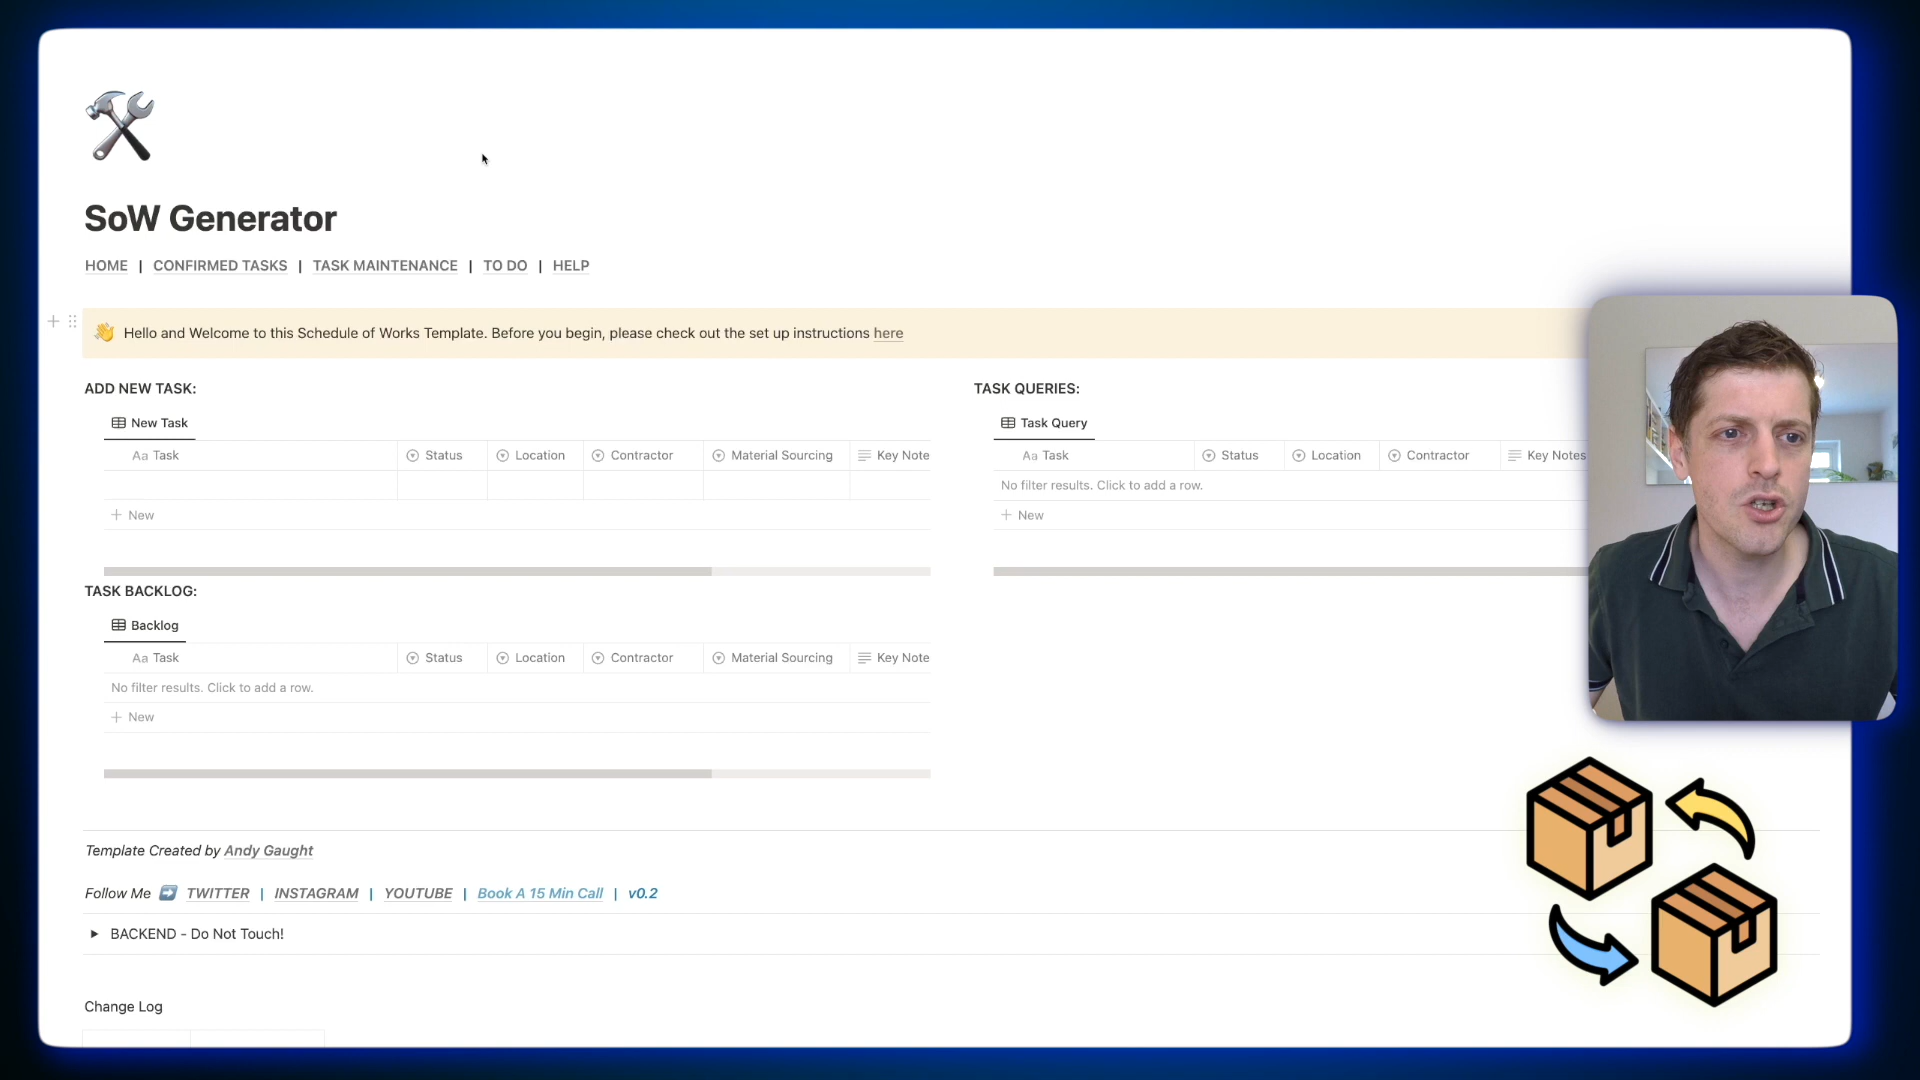 SoW Generator
HOME | CONFIRMED TASKS | TASK MAINTENANCE | TO DO | HELP
👋 Hello and Welcome to this Schedule of Works Template. Before you begin, please check out the set up instructions here
ADD NEW TASK:
New Task
Aa Task Status Location Contractor Material Sourcing Key Note
+ New
TASK QUERIES:
Task Query
Aa Task Status Location Contractor Key Notes
No filter results. Click to add a row.
+ New
TASK BACKLOG:
Backlog
Aa Task Status Location Contractor Material Sourcing Key Note
No filter results. Click to add a row.
+ New
Template Created by Andy Gaught
Follow Me ➡️ TWITTER | INSTAGRAM | YOUTUBE | Book A 15 Min Call | v0.2
BACKEND - Do Not Touch!
Change Log